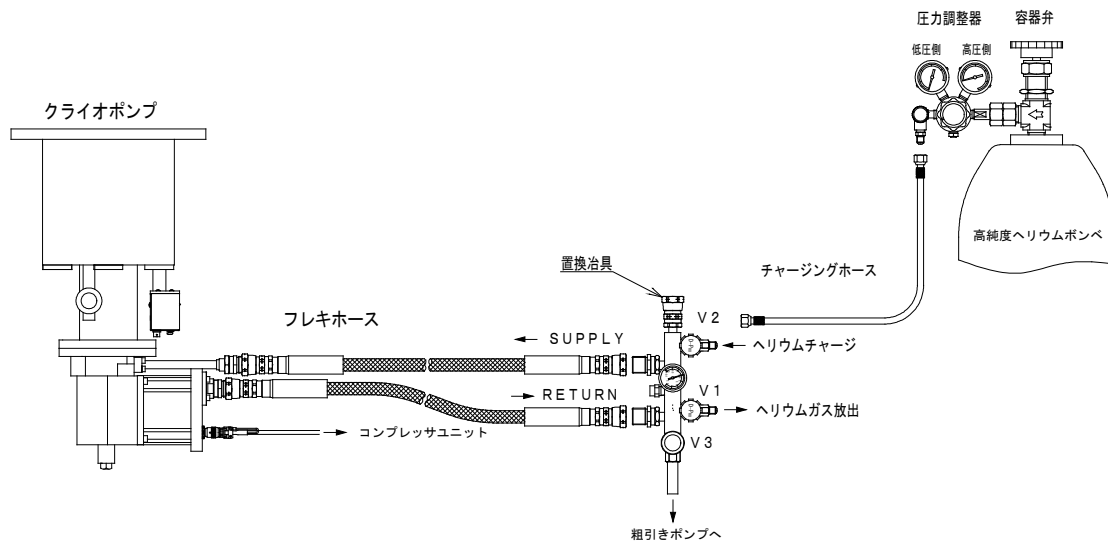 圧力調整器
容器弁
低圧側
高圧側
クライオポンプ
高純度ヘリウムボンベ
置換冶具
チャージングホース
フレキホース
V2
SUPPLY
ヘリウムチャージ
RETURN
V1
ヘリウムガス放出
コンプレッサユニット
V3
粗引きポンプへ